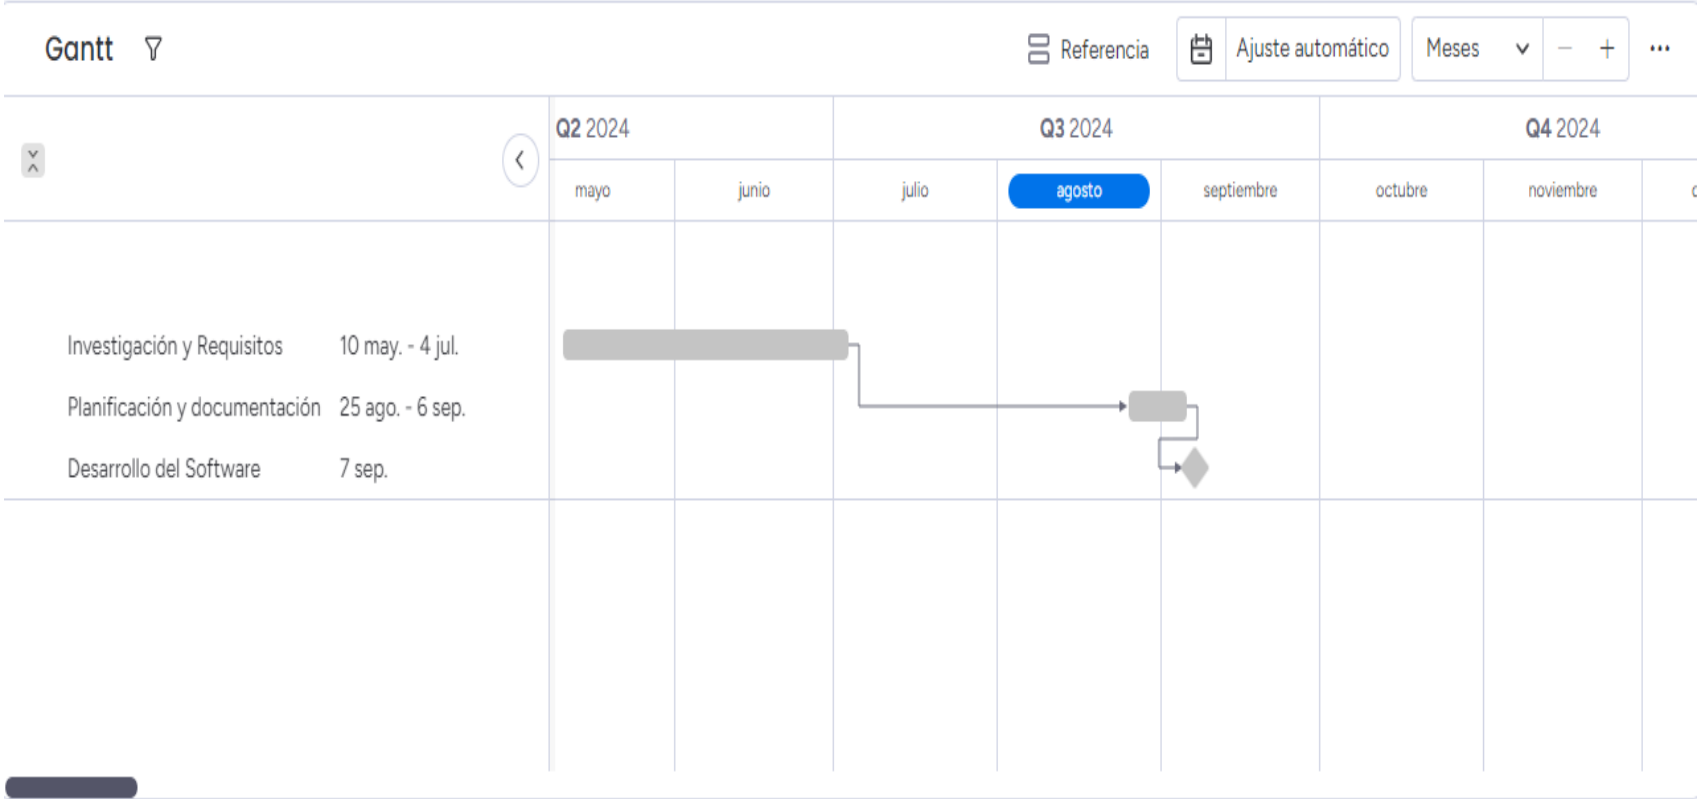 Gantt
Referencia
Ajuste automático
Meses
Q2 2024
Q3 2024
Q4 2024
mayo
junio
julio
agosto
septiembre
octubre
noviembre
Investigación y Requisitos 10 may. - 4 jul.
Planificación y documentación 25 ago. - 6 sep.
Desarrollo del Software 7 sep.